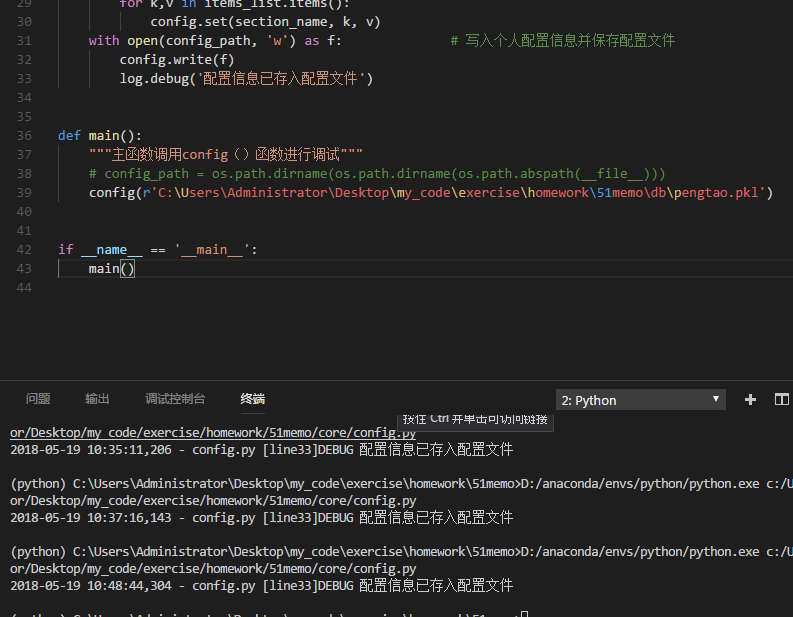 29 for k,v in items_list.items():
30 config.set(section_name, k, v)
31 with open(config_path, 'w') as f: # 写入个人配置信息并保存配置文件
32 config.write(f)
33 log.debug('配置信息已存入配置文件')
34
35
36 def main():
37 """主函数调用config（）函数进行调试"""
38 # config_path = os.path.dirname(os.path.dirname(os.path.abspath(__file__)))
39 config(r'C:\Users\Administrator\Desktop\my_code\exercise\homework\51memo\db\pengtao.pkl')
40
41
42 if __name__ == '__main__':
43 main()
44
问题 输出 调试控制台 终端 2: Python
按住 Ctrl 并单击可访问链接
or/Desktop/my_code/exercise/homework/51memo/core/config.py
2018-05-19 10:35:11,206 - config.py [line33]DEBUG 配置信息已存入配置文件
(python) C:\Users\Administrator\Desktop\my_code\exercise\homework\51memo>D:/anaconda/envs/python/python.exe c:/U
or/Desktop/my_code/exercise/homework/51memo/core/config.py
2018-05-19 10:37:16,143 - config.py [line33]DEBUG 配置信息已存入配置文件
(python) C:\Users\Administrator\Desktop\my_code\exercise\homework\51memo>D:/anaconda/envs/python/python.exe c:/U
or/Desktop/my_code/exercise/homework/51memo/core/config.py
2018-05-19 10:48:44,304 - config.py [line33]DEBUG 配置信息已存入配置文件